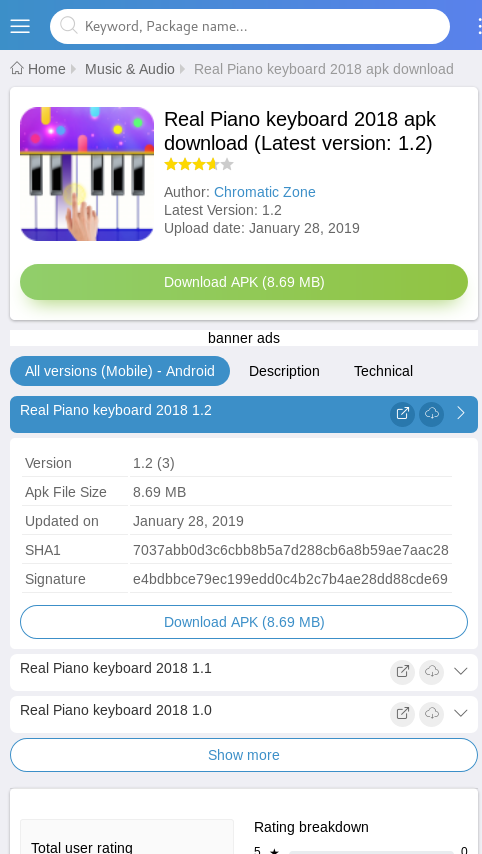 Keyword, Package name...
Home Music & Audio Real Piano keyboard 2018 apk download
Real Piano keyboard 2018 apk
download (Latest version: 1.2)
Author: Chromatic Zone
Latest Version: 1.2
Upload date: January 28, 2019
Download APK (8.69 MB)
banner ads
All versions (Mobile) - Android Description Technical
Real Piano keyboard 2018 1.2
Version 1.2 (3)
Apk File Size 8.69 MB
Updated on January 28, 2019
SHA1 7037abb0d3c6cbb8b5a7d288cb6a8b59ae7aac28
Signature e4bdbbce79ec199edd0c4b2c7b4ae28dd88cde69
Download APK (8.69 MB)
Real Piano keyboard 2018 1.1
Real Piano keyboard 2018 1.0
Show more
Rating breakdown
Total user rating
5 ★ 0